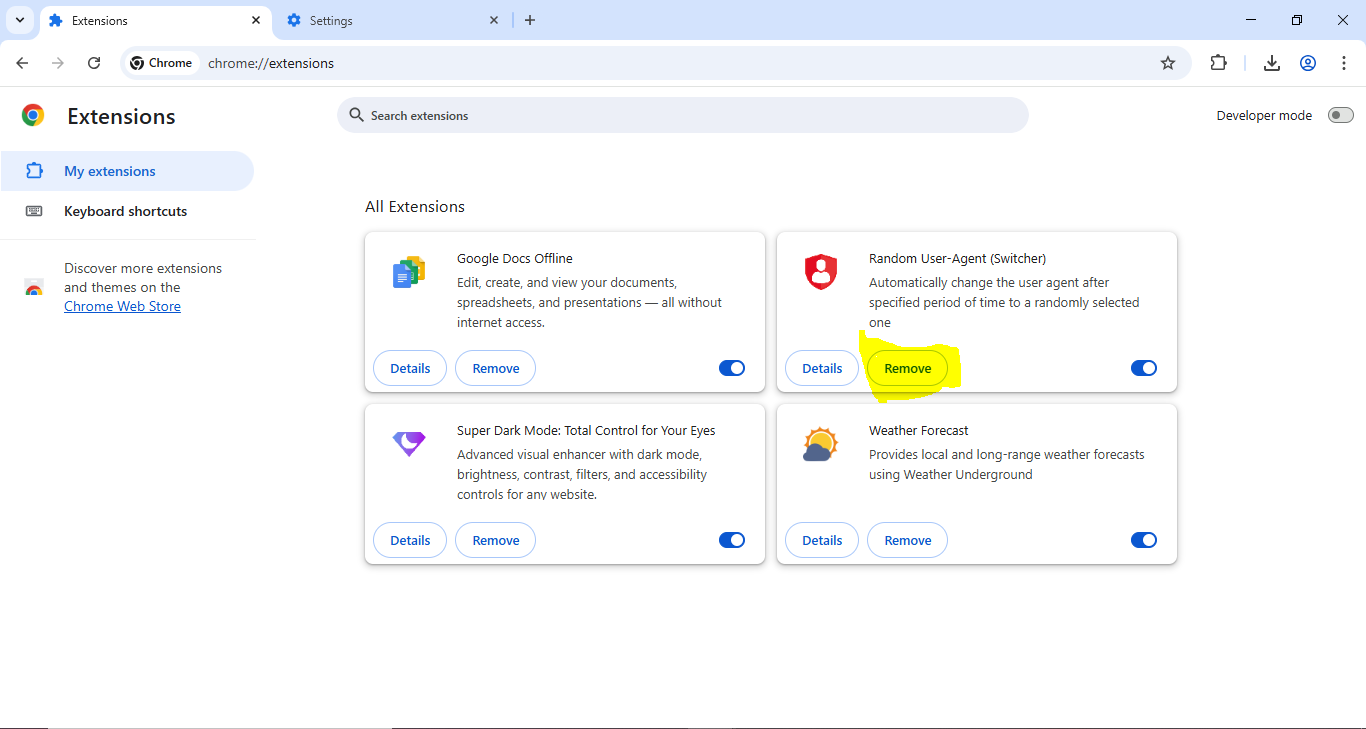 Extensions
Settings
Chrome
chrome://extensions
Extensions
Search extensions
Developer mode
My extensions
Keyboard shortcuts
Discover more extensions
and themes on the
Chrome Web Store
All Extensions
Google Docs Offline
Edit, create, and view your documents,
spreadsheets, and presentations — all without
internet access.
Details
Remove
Random User-Agent (Switcher)
Automatically change the user agent after
specified period of time to a randomly selected
one
Details
Remove
Super Dark Mode: Total Control for Your Eyes
Advanced visual enhancer with dark mode,
brightness, contrast, filters, and accessibility
controls for any website.
Details
Remove
Weather Forecast
Provides local and long-range weather forecasts
using Weather Underground
Details
Remove